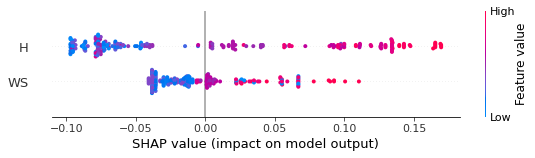 High
H
WS
Feature value
Low
−0.10 −0.05 0.00 0.05 0.10 0.15
SHAP value (impact on model output)